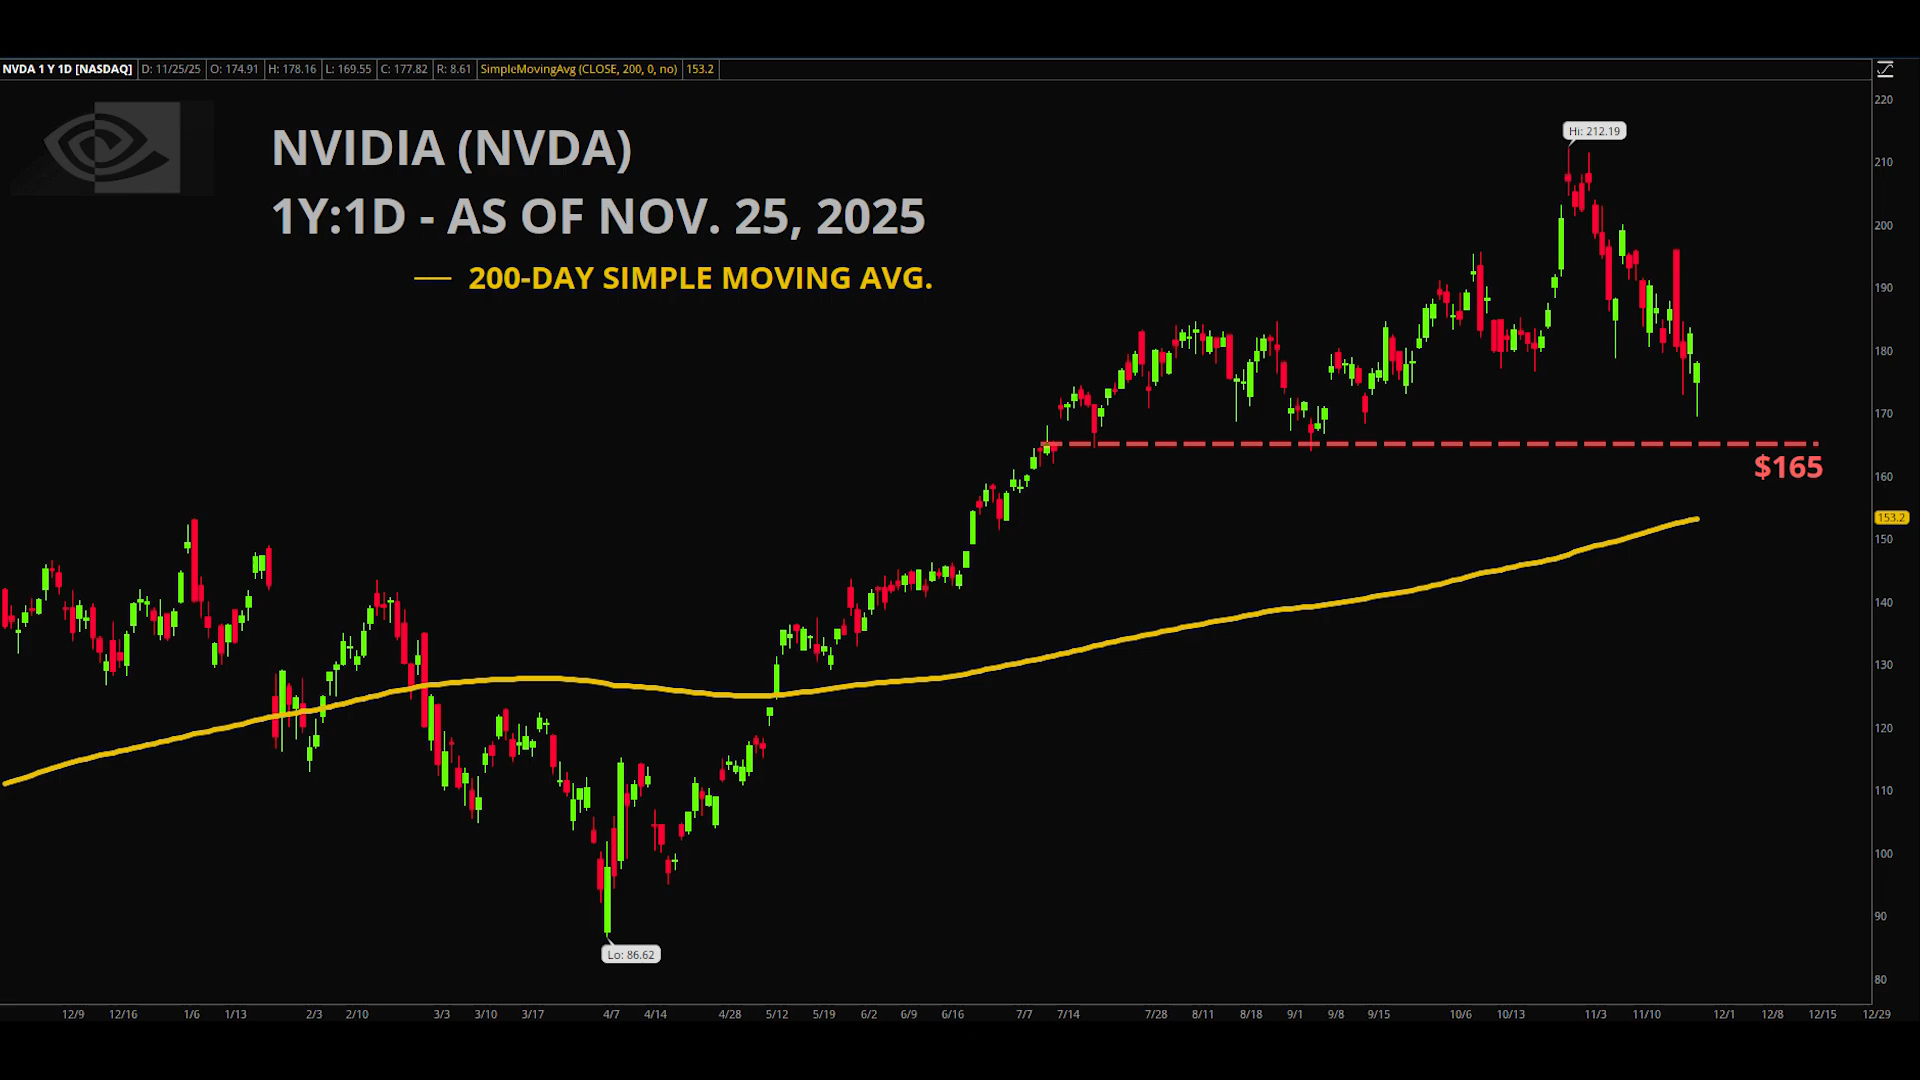 NVDA 1 Y 1D [NASDAQ] D: 11/25/25 O: 174.91 H: 178.16 L: 169.55 C: 177.82 R: 8.61 SimpleMovingAvg (CLOSE, 200, 0, no) 153.2
NVIDIA (NVDA)
1Y:1D - AS OF NOV. 25, 2025
200-DAY SIMPLE MOVING AVG.
Hi: 212.19
$165
Lo: 86.62
220
210
200
190
180
170
160
153.2
150
140
130
120
110
100
90
80
12/9 12/16 1/6 1/13 2/3 2/10 3/3 3/10 3/17 4/7 4/14 4/28 5/12 5/19 6/2 6/9 6/16 7/7 7/14 7/28 8/11 8/18 9/1 9/8 9/15 10/6 10/13 11/3 11/10 12/1 12/8 12/15 12/29